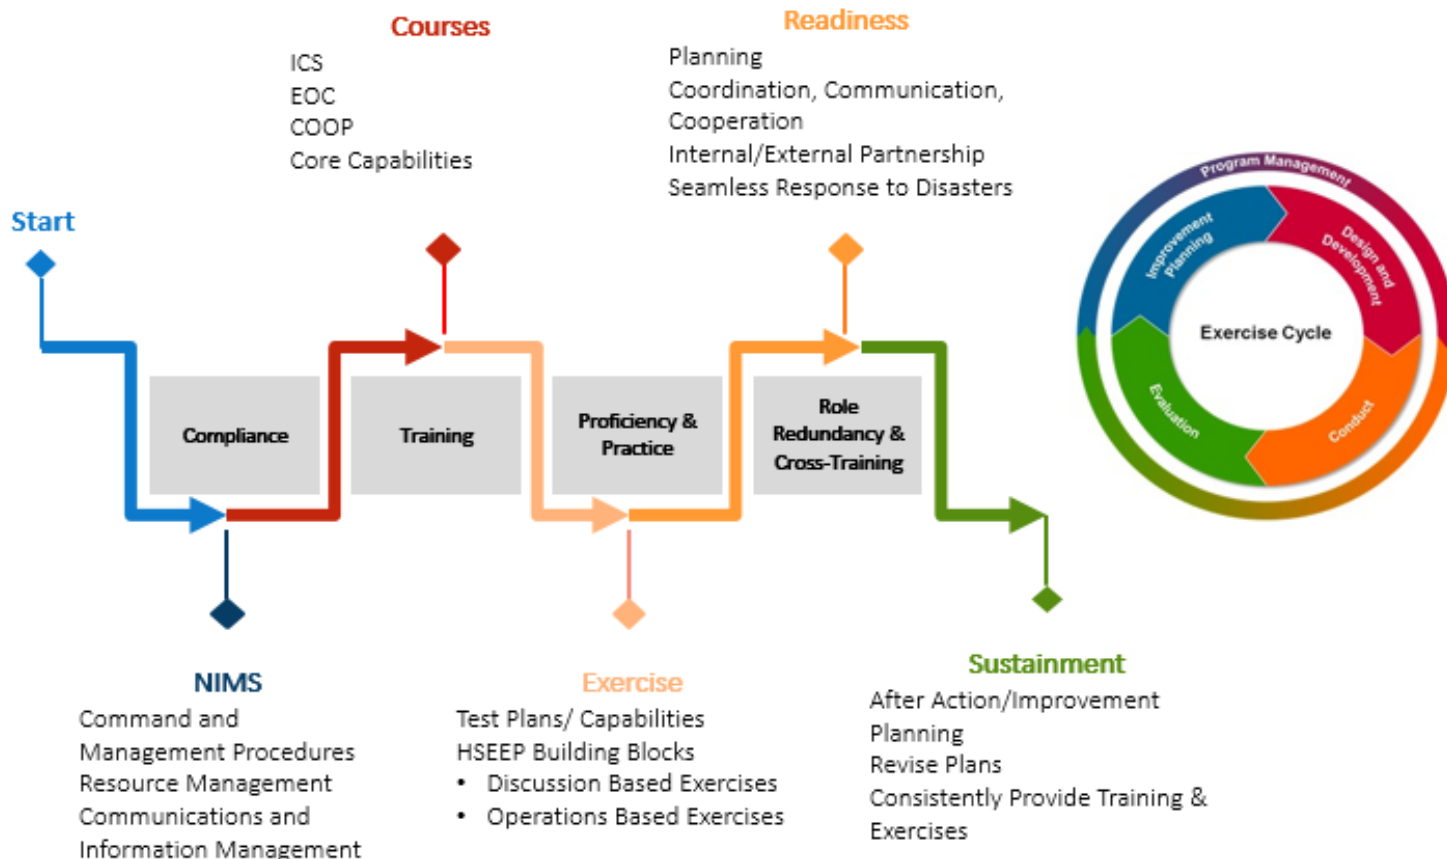 Courses
ICS
EOC
COOP
Core Capabilities
Readiness
Planning
Coordination, Communication,
Cooperation
Internal/External Partnership
Seamless Response to Disasters
Start
Compliance
Training
Proficiency &
Practice
Role
Redundancy &
Cross-Training
Program Management
Improvement
Planning
Design and
Development
Exercise Cycle
Evaluation
Conduct
NIMS
Command and
Management Procedures
Resource Management
Communications and
Information Management
Exercise
Test Plans/ Capabilities
HSEEP Building Blocks
• Discussion Based Exercises
• Operations Based Exercises
Sustainment
After Action/Improvement
Planning
Revise Plans
Consistently Provide Training &
Exercises